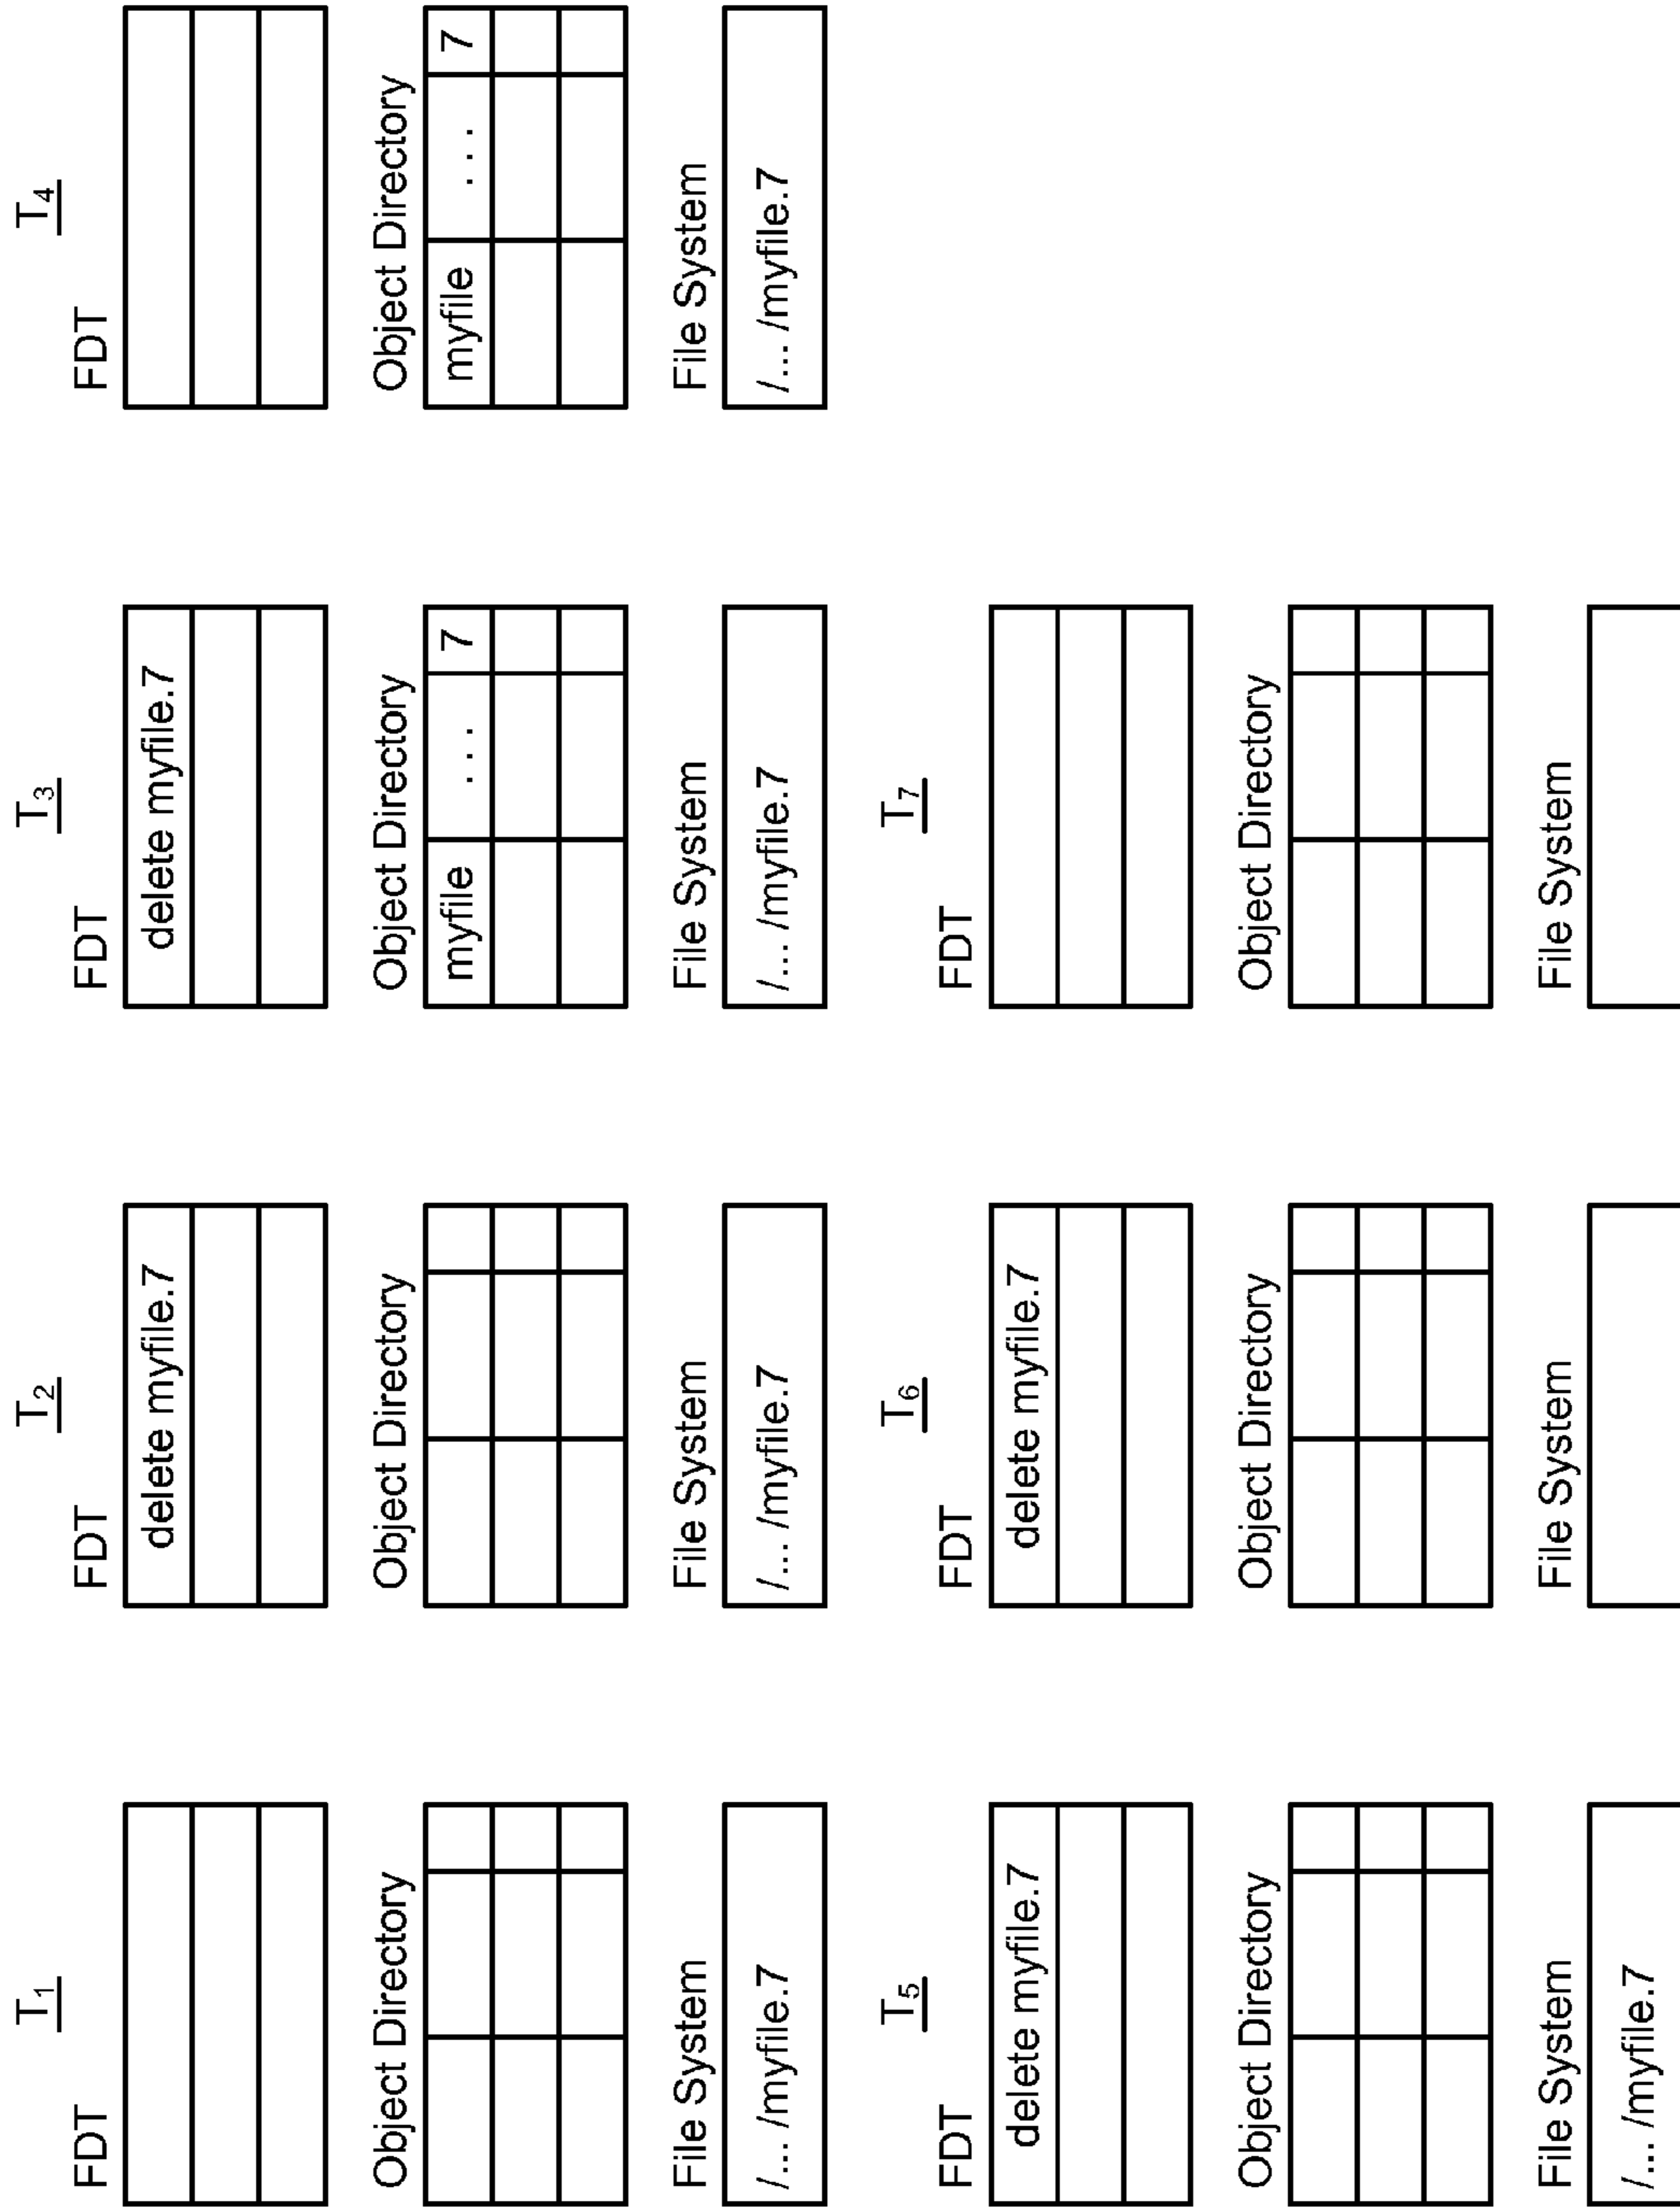 T1
FDT
Object Directory
File System
/... /myfile.7
T2
FDT
delete myfile.7
Object Directory
File System
/... /myfile.7
T3
FDT
delete myfile.7
Object Directory
myfile ... 7
File System
/... /myfile.7
T4
FDT
Object Directory
myfile ... 7
File System
/... /myfile.7
T5
FDT
delete myfile.7
Object Directory
File System
/... /myfile.7
T6
FDT
delete myfile.7
Object Directory
File System
T7
FDT
Object Directory
File System